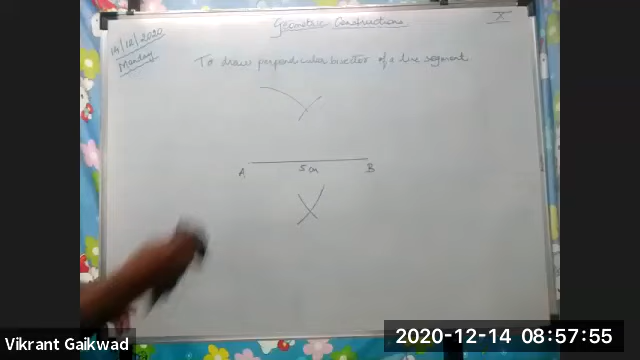 Geometric Constructions
X
14/12/2020
Monday
To draw perpendicular bisector of a line segment.
A
5 cm
B
Vikrant Gaikwad
2020-12-14 08:57:55